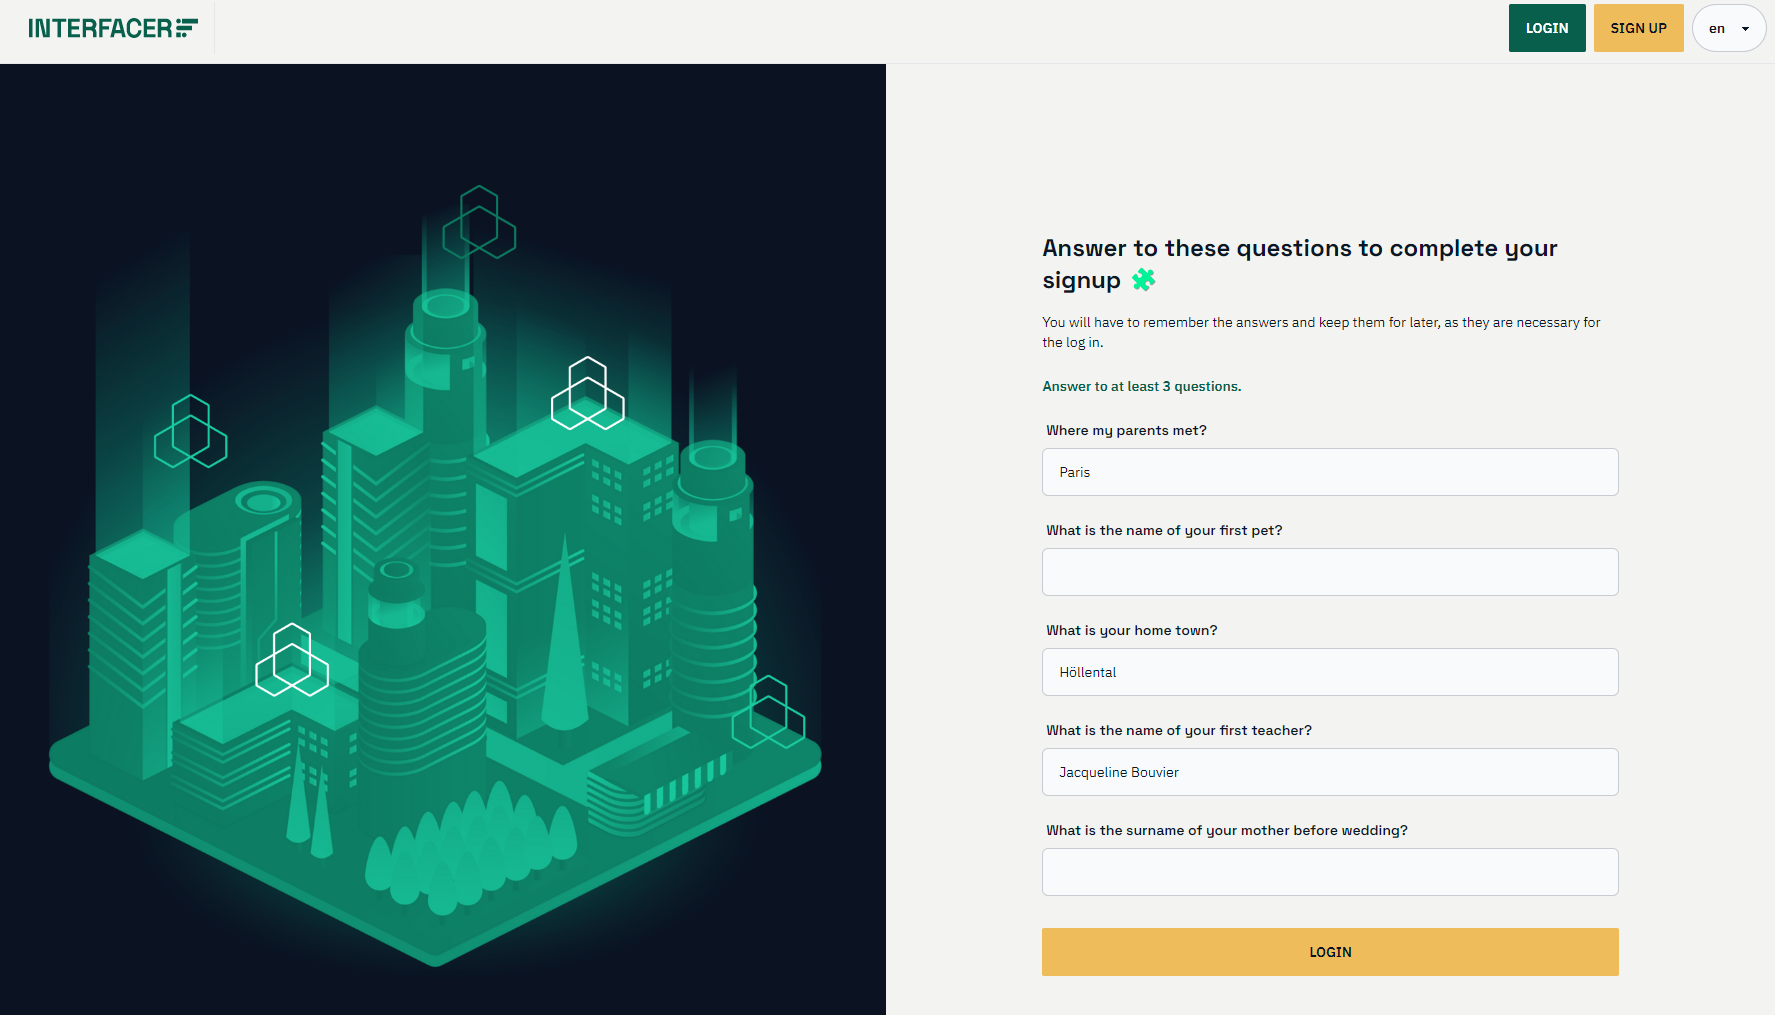 INTERFACER
LOGIN
SIGN UP
en
Answer to these questions to complete your
signup
You will have to remember the answers and keep them for later, as they are necessary for
the log in.
Answer to at least 3 questions.
Where my parents met?
Paris
What is the name of your first pet?
What is your home town?
Höllental
What is the name of your first teacher?
Jacqueline Bouvier
What is the surname of your mother before wedding?
LOGIN